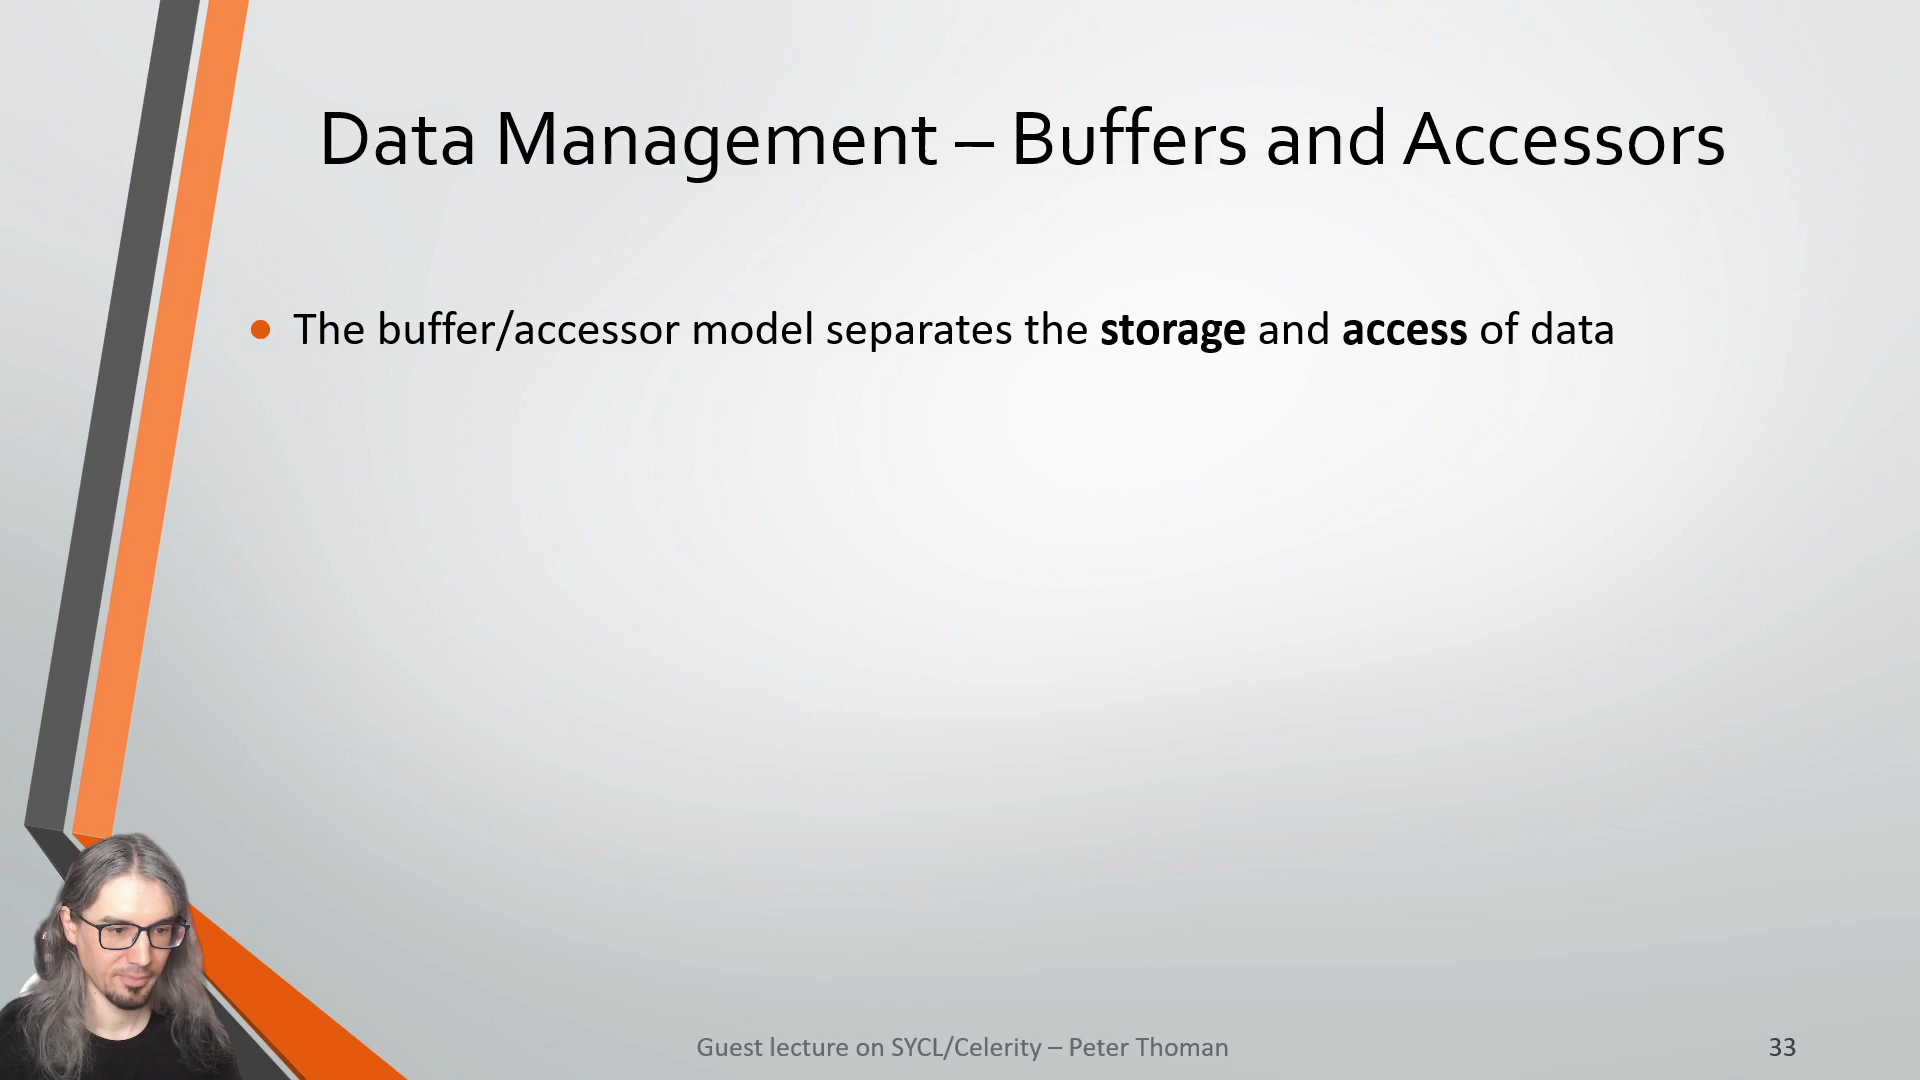 Data Management – Buffers and Accessors
The buffer/accessor model separates the storage and access of data
Guest lecture on SYCL/Celerity – Peter Thoman
33